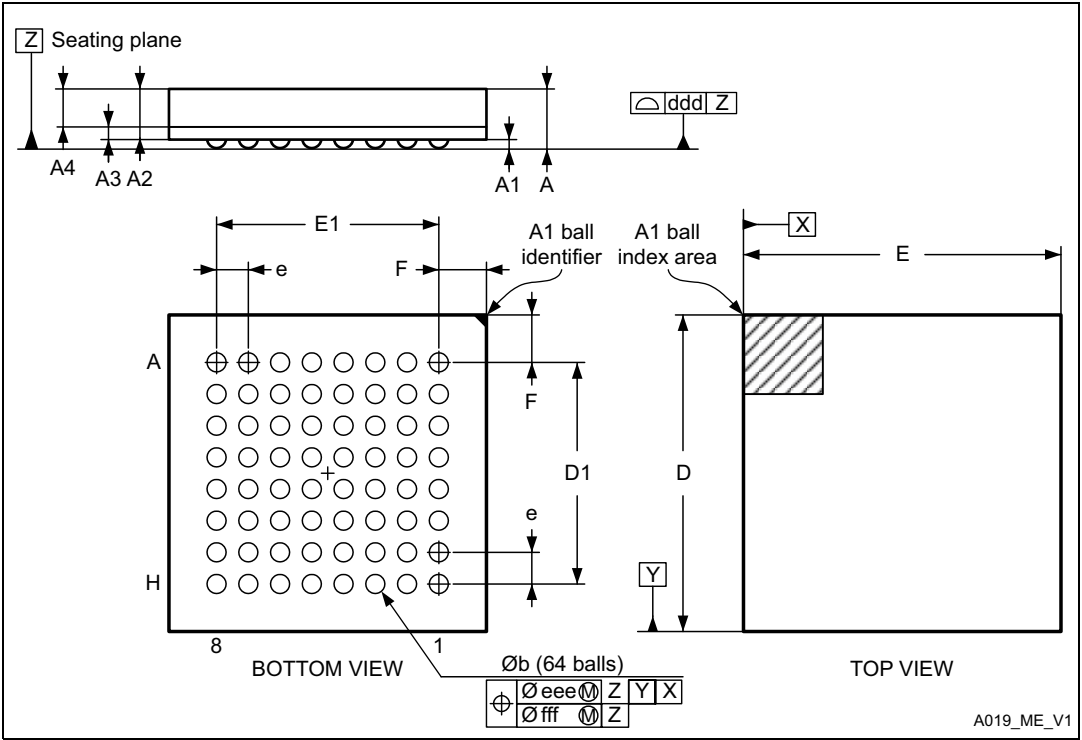 Z Seating plane
ddd Z
A4
A3 A2
A1 A
E1
A1 ball
identifier
A1 ball
index area
X
e
F
E
A
F
D1
D
e
H
Y
8
1
BOTTOM VIEW
Øb (64 balls)
TOP VIEW
Ø eee Ⓜ Z Y X
Ø fff Ⓜ Z
A019_ME_V1